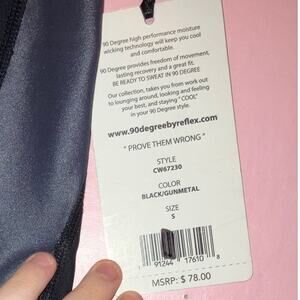 90 Degree high performance moisture
wicking technology will keep you cool
and comfortable.
90 Degree provides freedom of movement,
lasting recovery and a great fit.
BE READY TO SWEAT IN 90 DEGREE
Our collection, takes you from work out
to lounging around, looking and feeling
your best, and staying "COOL"
in your 90 Degree style.
www.90degreebyreflex.com
" PROVE THEM WRONG "
STYLE
CW67230
COLOR
BLACK/GUNMETAL
SIZE
S
91244 17610 8
MSRP: $ 78.00